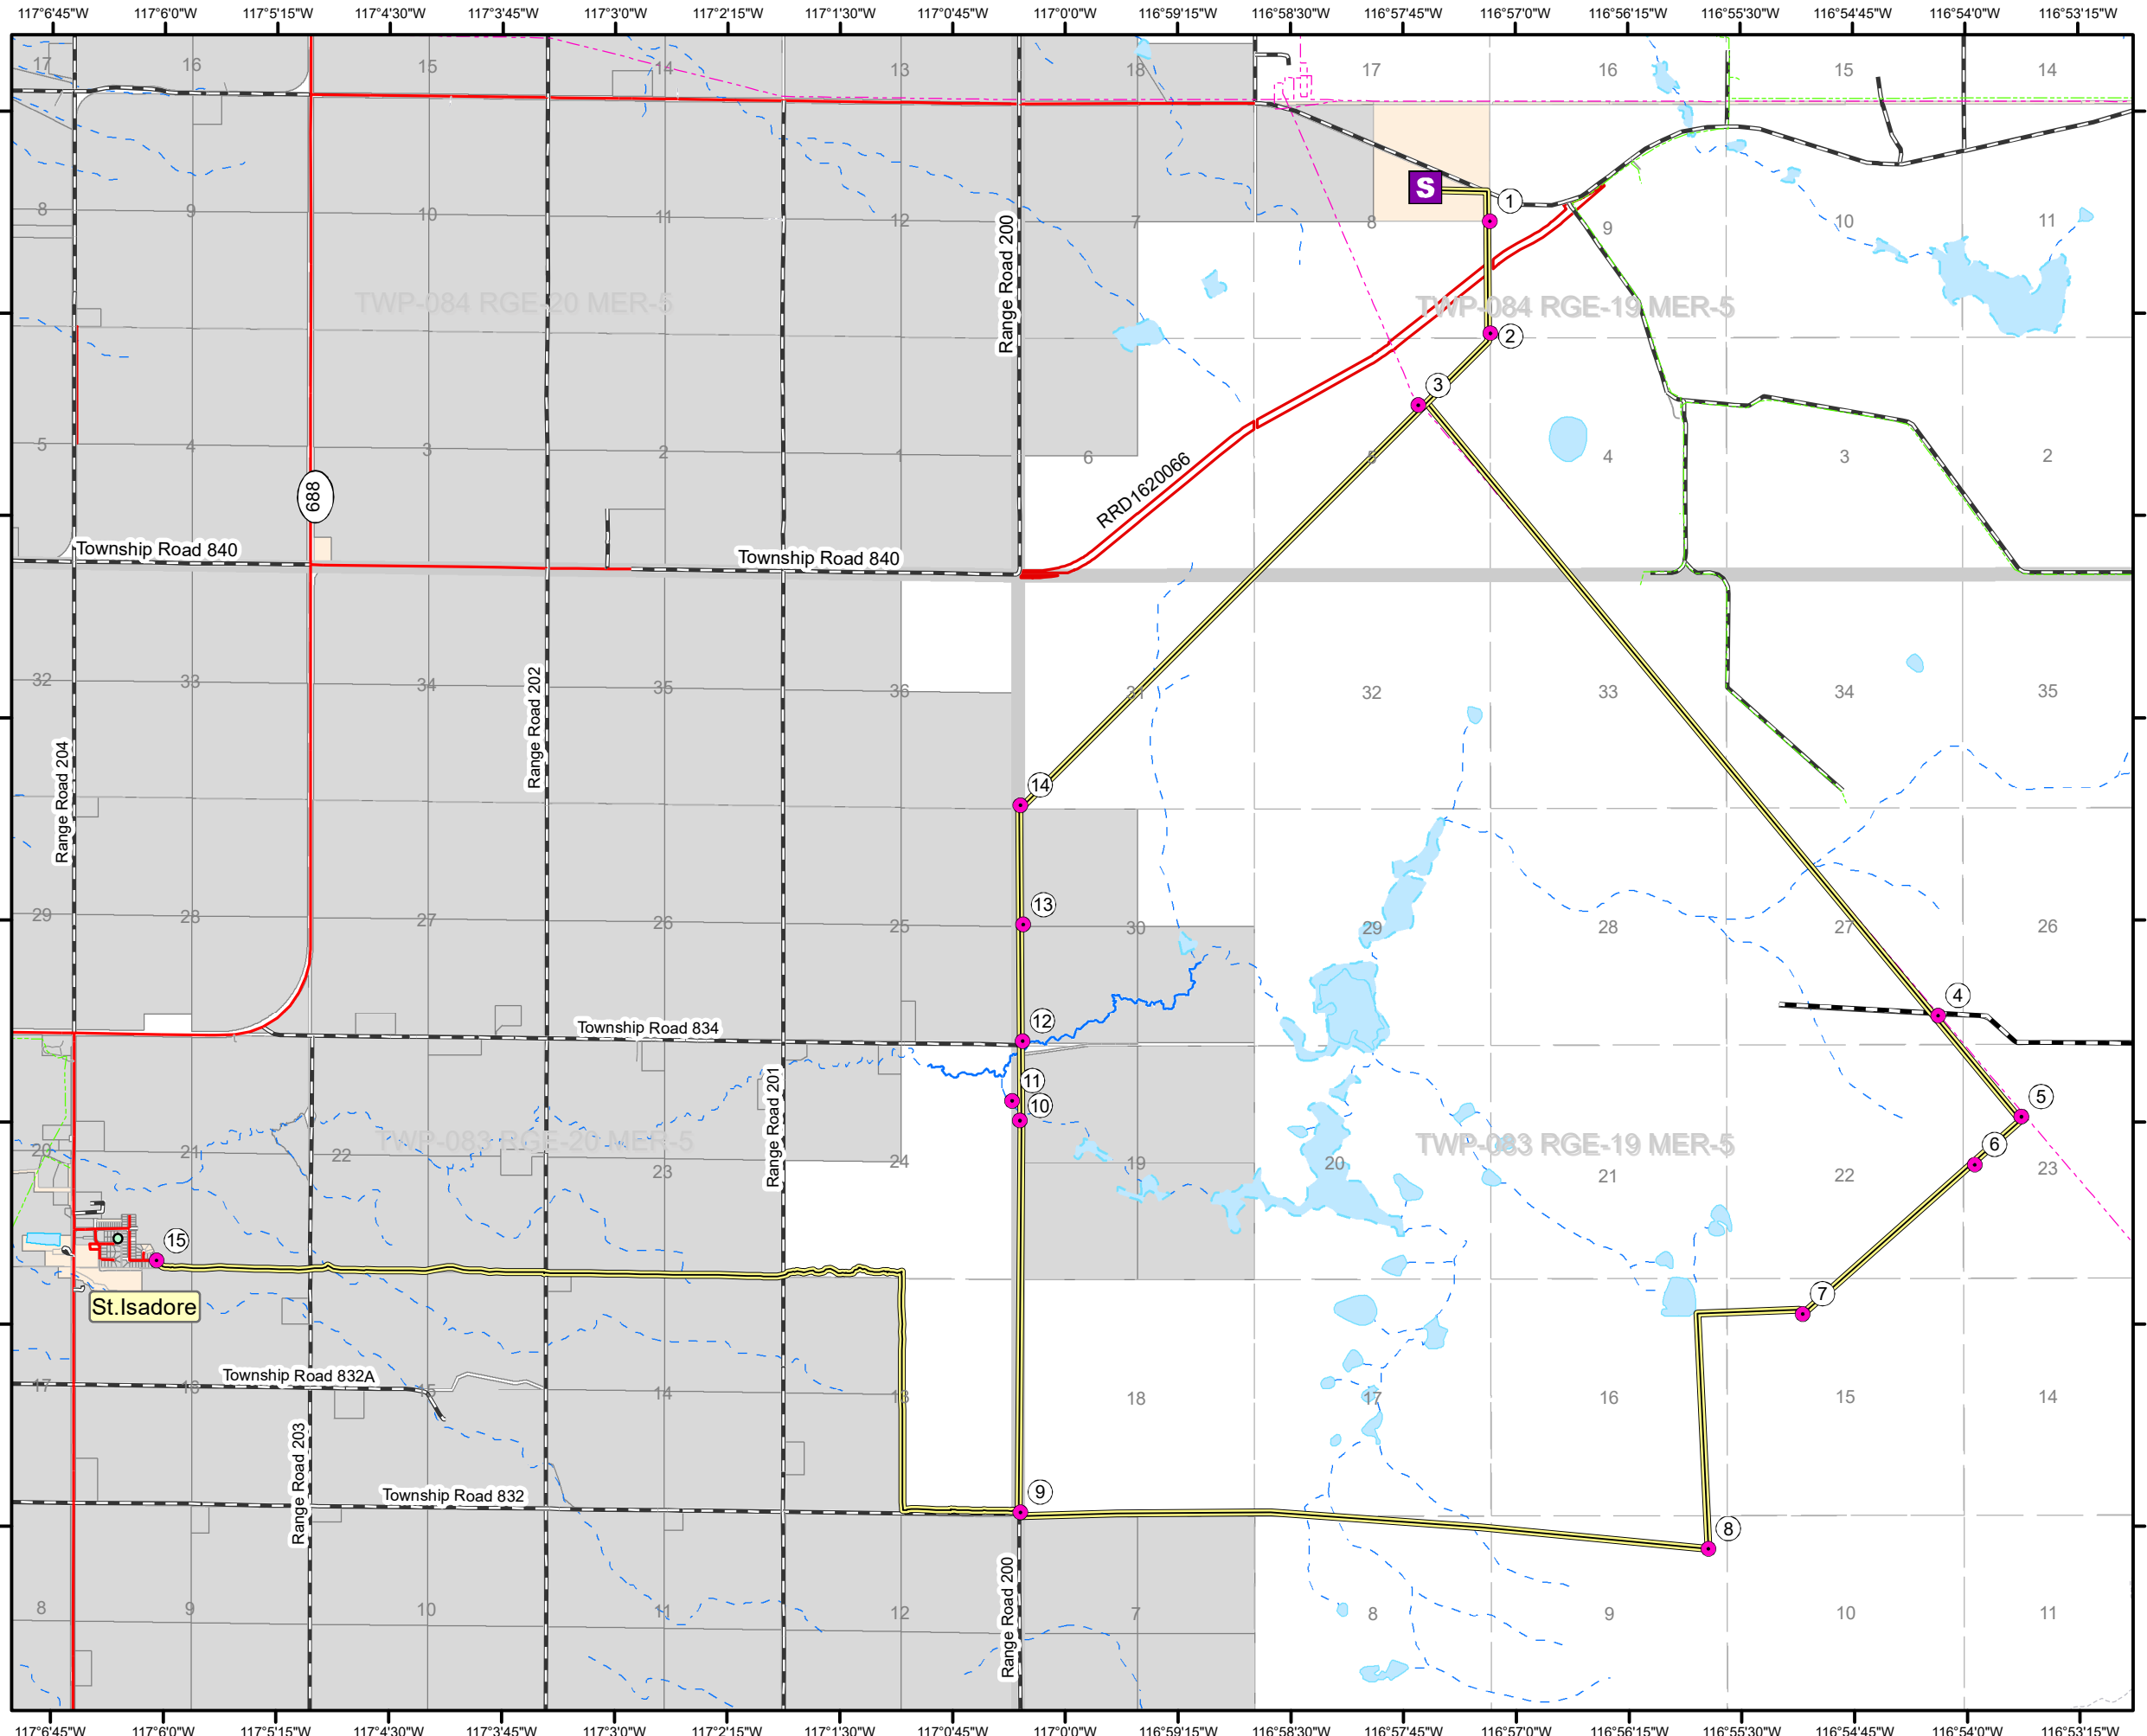 117°6'45"W 117°6'0"W 117°5'15"W 117°4'30"W 117°3'45"W 117°3'0"W 117°2'15"W 117°1'30"W 117°0'45"W 117°0'0"W 116°59'15"W 116°58'30"W 116°57'45"W 116°57'0"W 116°56'15"W 116°55'30"W 116°54'45"W 116°54'0"W 116°53'15"W
17 16 15 14 13 18 17 16 15 14
S
1
8 9 10 11 12 7 8 9 10 11
Range Road 200
TWP-084 RGE-20 MER-5
TWP-084 RGE-19 MER-5
2
3
5 4 3 2 1 6 5 4 3 2
RRD1620066
688
Township Road 840
Township Road 840
32 33 34 35 36 31 32 33 34 35
Range Road 204
Range Road 202
14
13
29 28 27 26 25 30 29 28 27 26
4
12
Township Road 834
11
10
5
Range Road 201
6
TWP-083 RGE-20 MER-5
TWP-083 RGE-19 MER-5
20 21 22 23 24 19 20 21 22 23
15
7
St.Isadore
Township Road 832A
17 16 15 14 13 18 17 16 15 14
Range Road 203
Township Road 832
9
8
Range Road 200
8 9 10 11 12 7 8 9 10 11
117°6'45"W 117°6'0"W 117°5'15"W 117°4'30"W 117°3'45"W 117°3'0"W 117°2'15"W 117°1'30"W 117°0'45"W 117°0'0"W 116°59'15"W 116°58'30"W 116°57'45"W 116°57'0"W 116°56'15"W 116°55'30"W 116°54'45"W 116°54'0"W 116°53'15"W